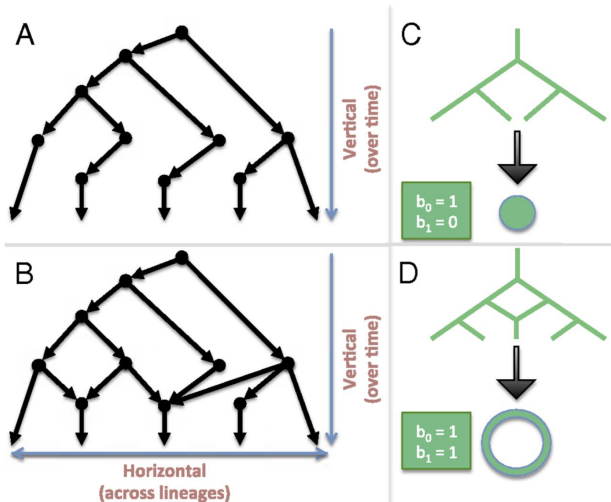 A
Vertical
(over time)
C
b₀ = 1
b₁ = 0
B
Vertical
(over time)
Horizontal
(across lineages)
D
b₀ = 1
b₁ = 1